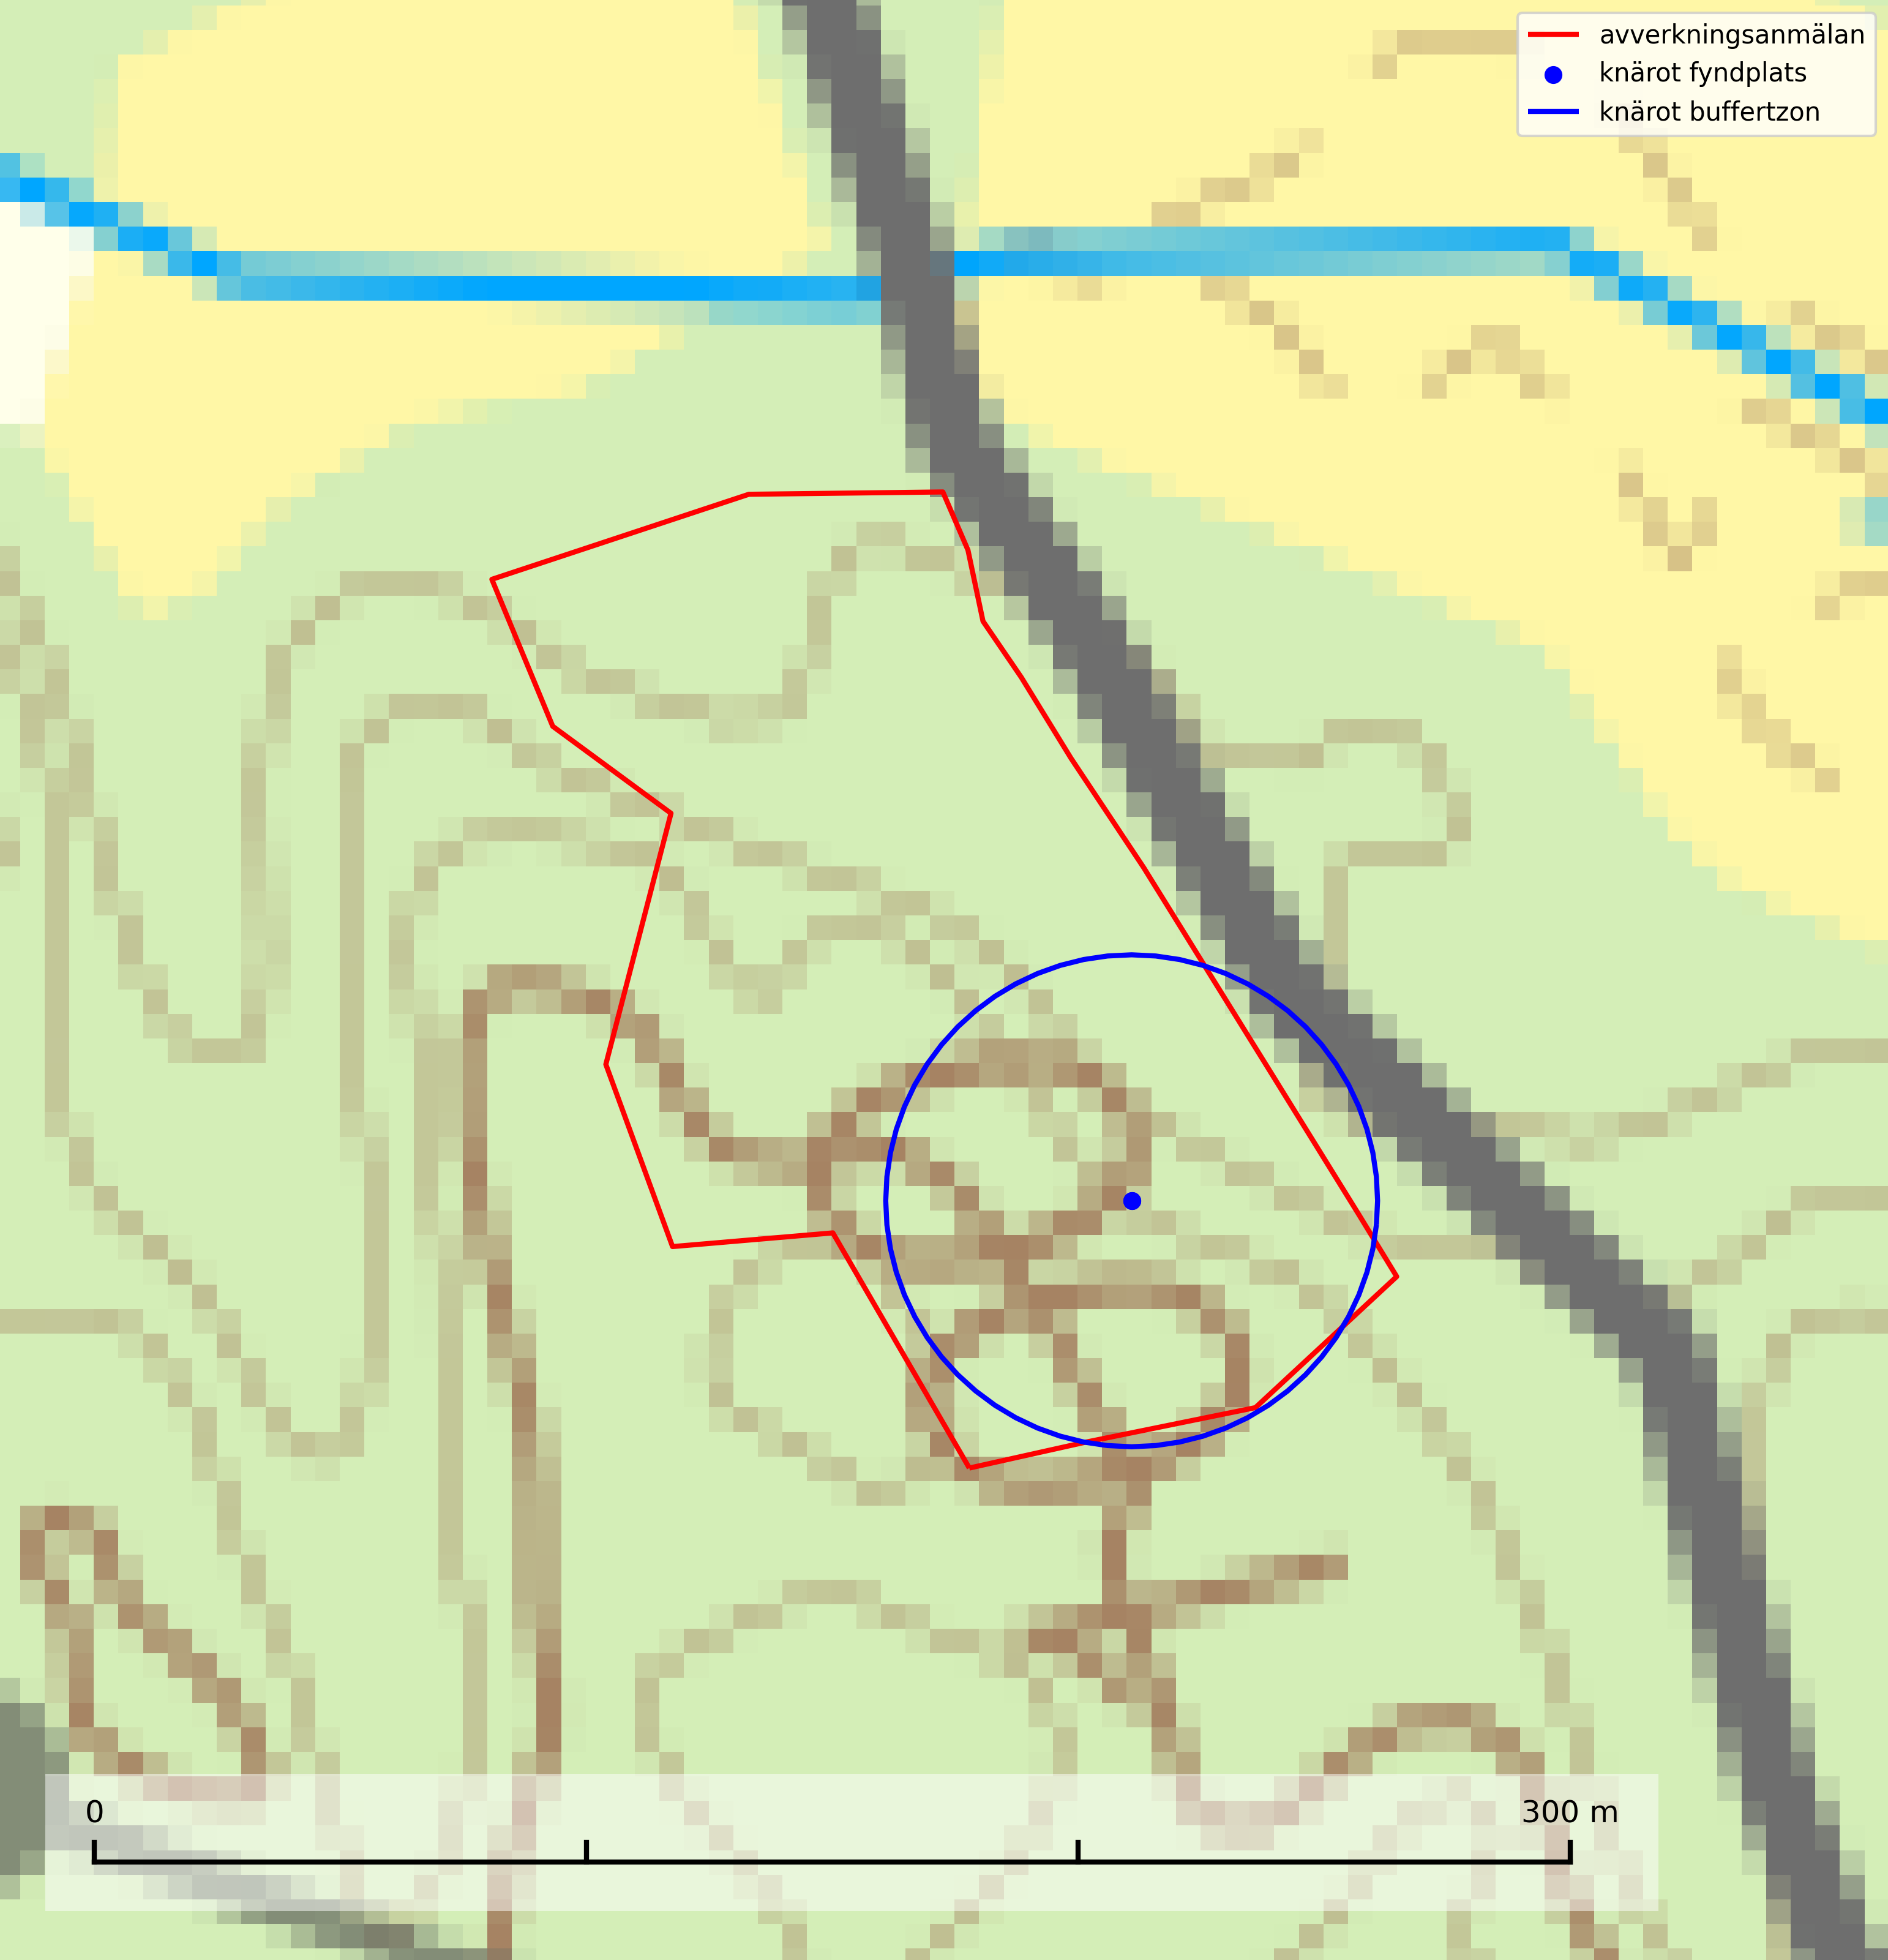 avverkningsanmälan
knärot fyndplats
knärot buffertzon
0
300 m